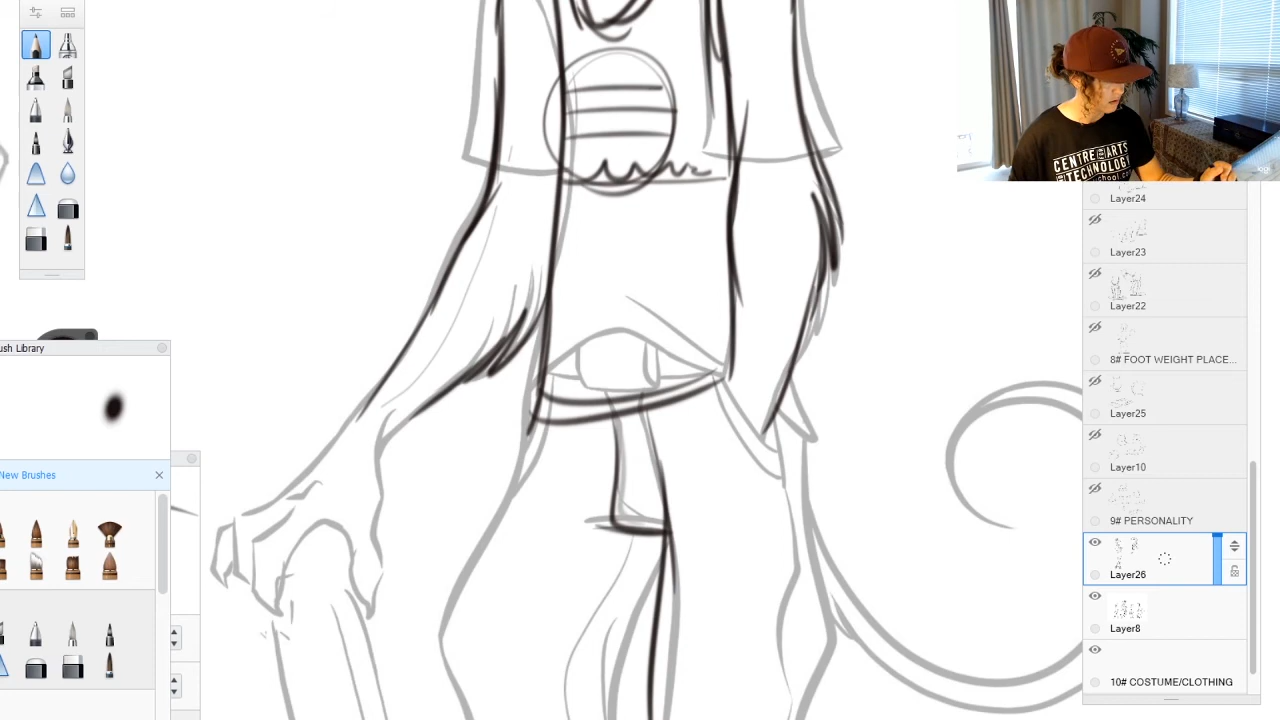 CENTRE FOR ARTS
TECHNOLOGY
Layer24
Layer23
Layer22
ush Library
8# FOOT WEIGHT PLACE...
Layer25
Layer10
New Brushes
9# PERSONALITY
Layer26
Layer8
10# COSTUME/CLOTHING